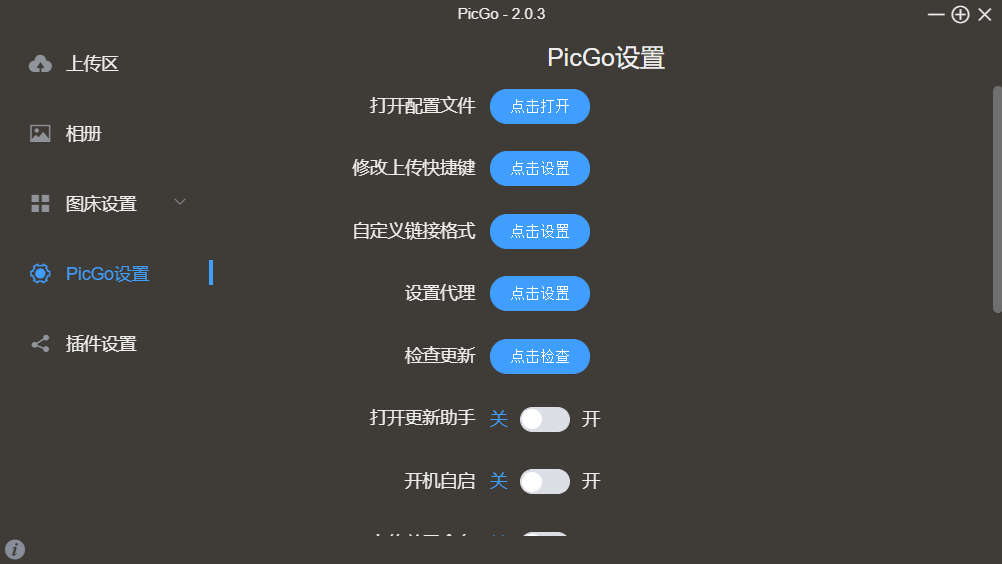 PicGo - 2.0.3
上传区
相册
图床设置
PicGo设置
插件设置
PicGo设置
打开配置文件 点击打开
修改上传快捷键 点击设置
自定义链接格式 点击设置
设置代理 点击设置
检查更新 点击检查
打开更新助手 关 开
开机自启 关 开